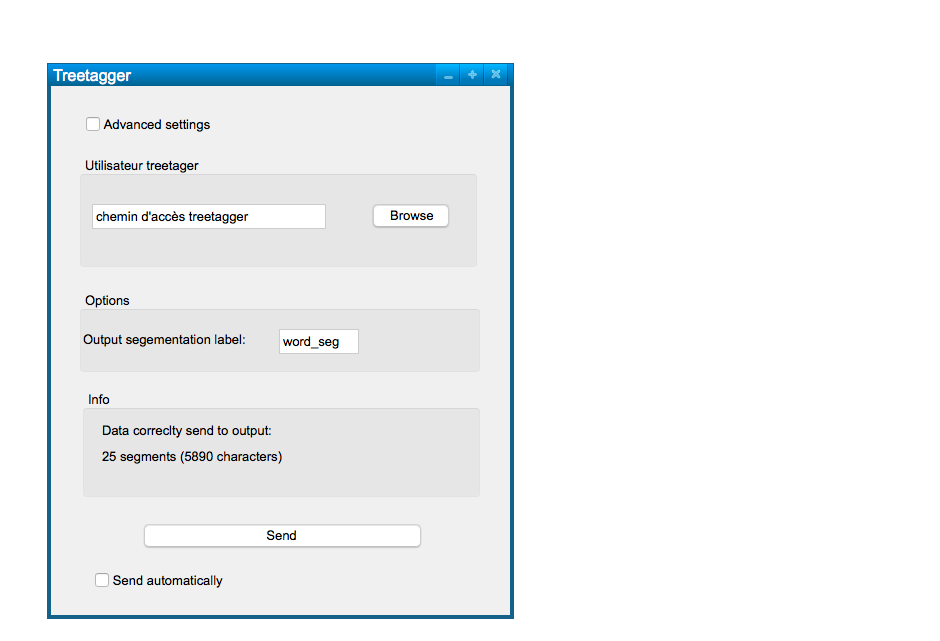 Treetagger
Advanced settings
Utilisateur treetager
chemin d'accès treetagger
Browse
Options
Output segementation label:
word_seg
Info
Data correclty send to output:
25 segments (5890 characters)
Send
Send automatically